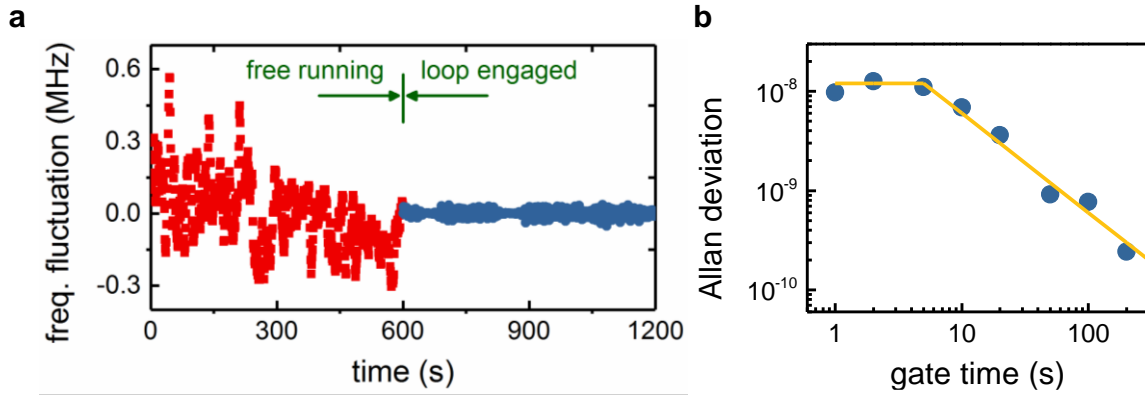 a
freq. fluctuation (MHz)
0.6
0.3
0.0
-0.3
free running
loop engaged
0
300
600
900
1200
time (s)
b
Allan deviation
10⁻⁸
10⁻⁹
10⁻¹⁰
1
10
100
gate time (s)